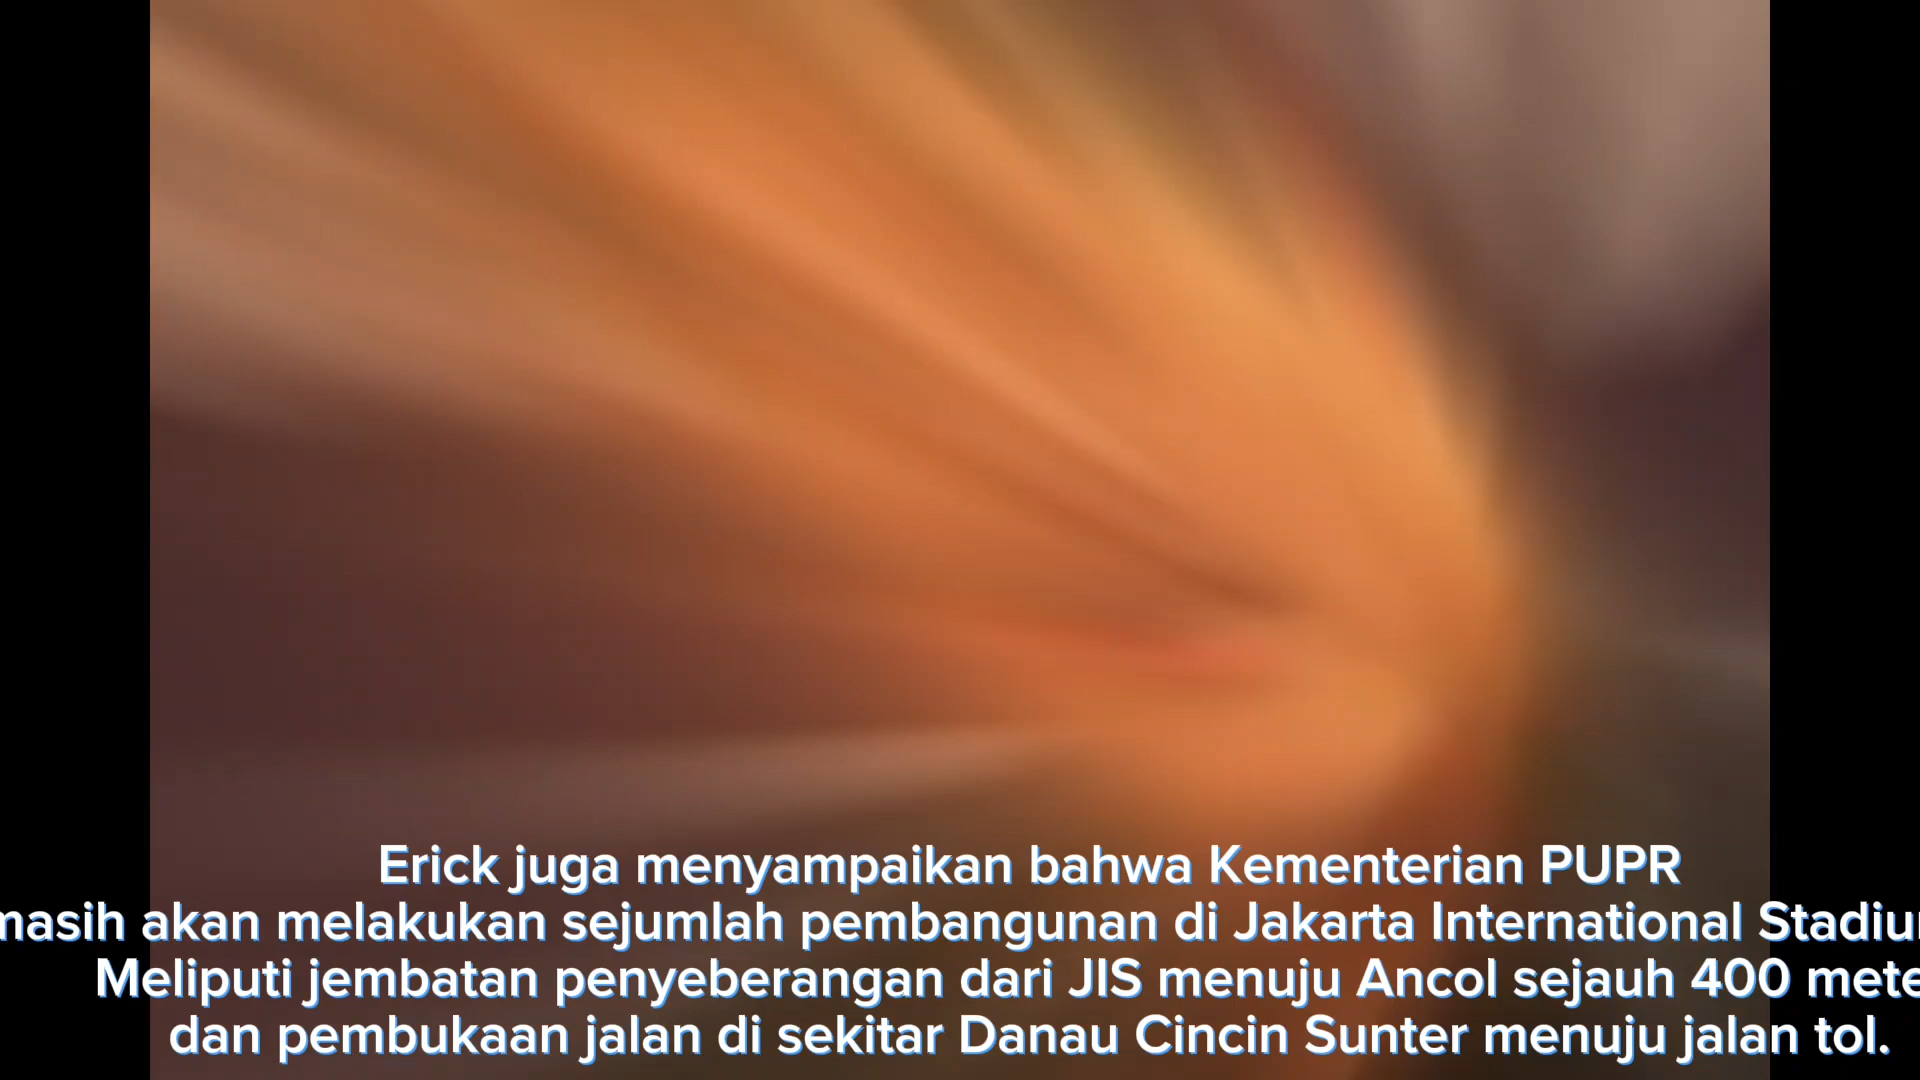 Erick juga menyampaikan bahwa Kementerian PUPR
masih akan melakukan sejumlah pembangunan di Jakarta International
Meliputi jembatan penyeberangan dari JIS menuju Ancol sejauh 400
dan pembukaan jalan di sekitar Danau Cincin Sunter menuju jalan tol.